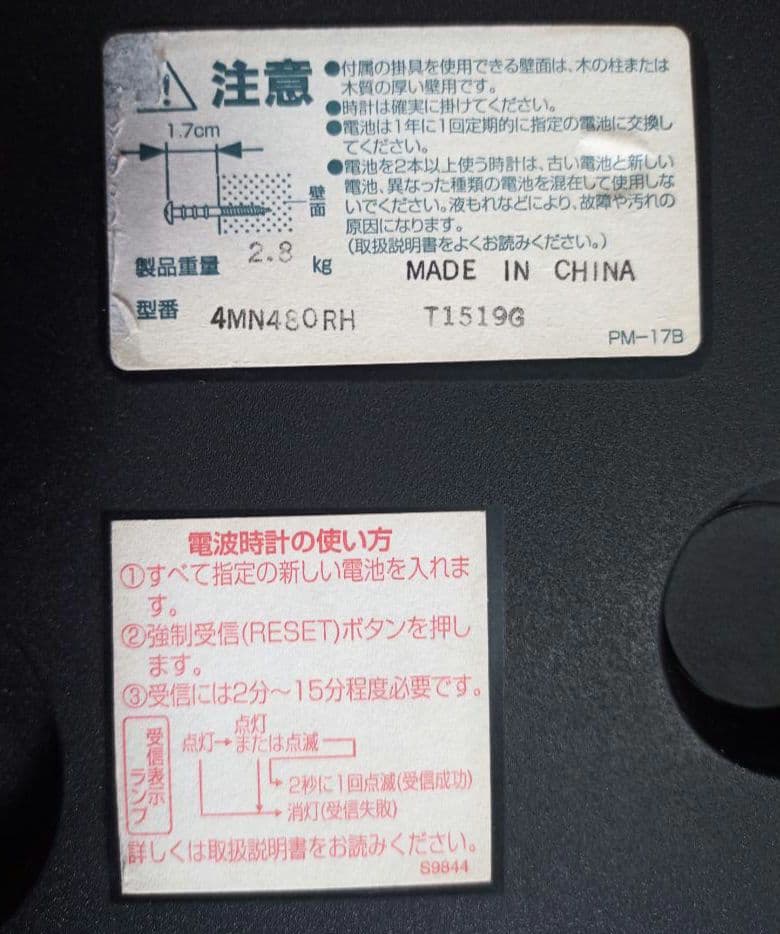 注意
●付属の掛具を使用できる壁面は、木の柱または
木質の厚い壁用です。
●時計は確実に掛けてください。
●電池は1年に1回定期的に指定の電池に交換し
てください。
●電池を2本以上使う時計は、古い電池と新しい
電池、異なった種類の電池を混在して使用しな
いでください。液もれなどにより、故障や汚れの
原因になります。
(取扱説明書をよくお読みください。)
1.7cm
壁面
製品重量 2.8 kg
MADE IN CHINA
型番 4MN480RH T1519G
PM-17B
電波時計の使い方
①すべて指定の新しい電池を入れま
す。
②強制受信(RESET)ボタンを押し
ます。
③受信には2分〜15分程度必要です。
受信表示
ランプ
点灯→
点灯
または点滅
2秒に1回点滅(受信成功)
消灯(受信失敗)
詳しくは取扱説明書をお読みください。
S9844